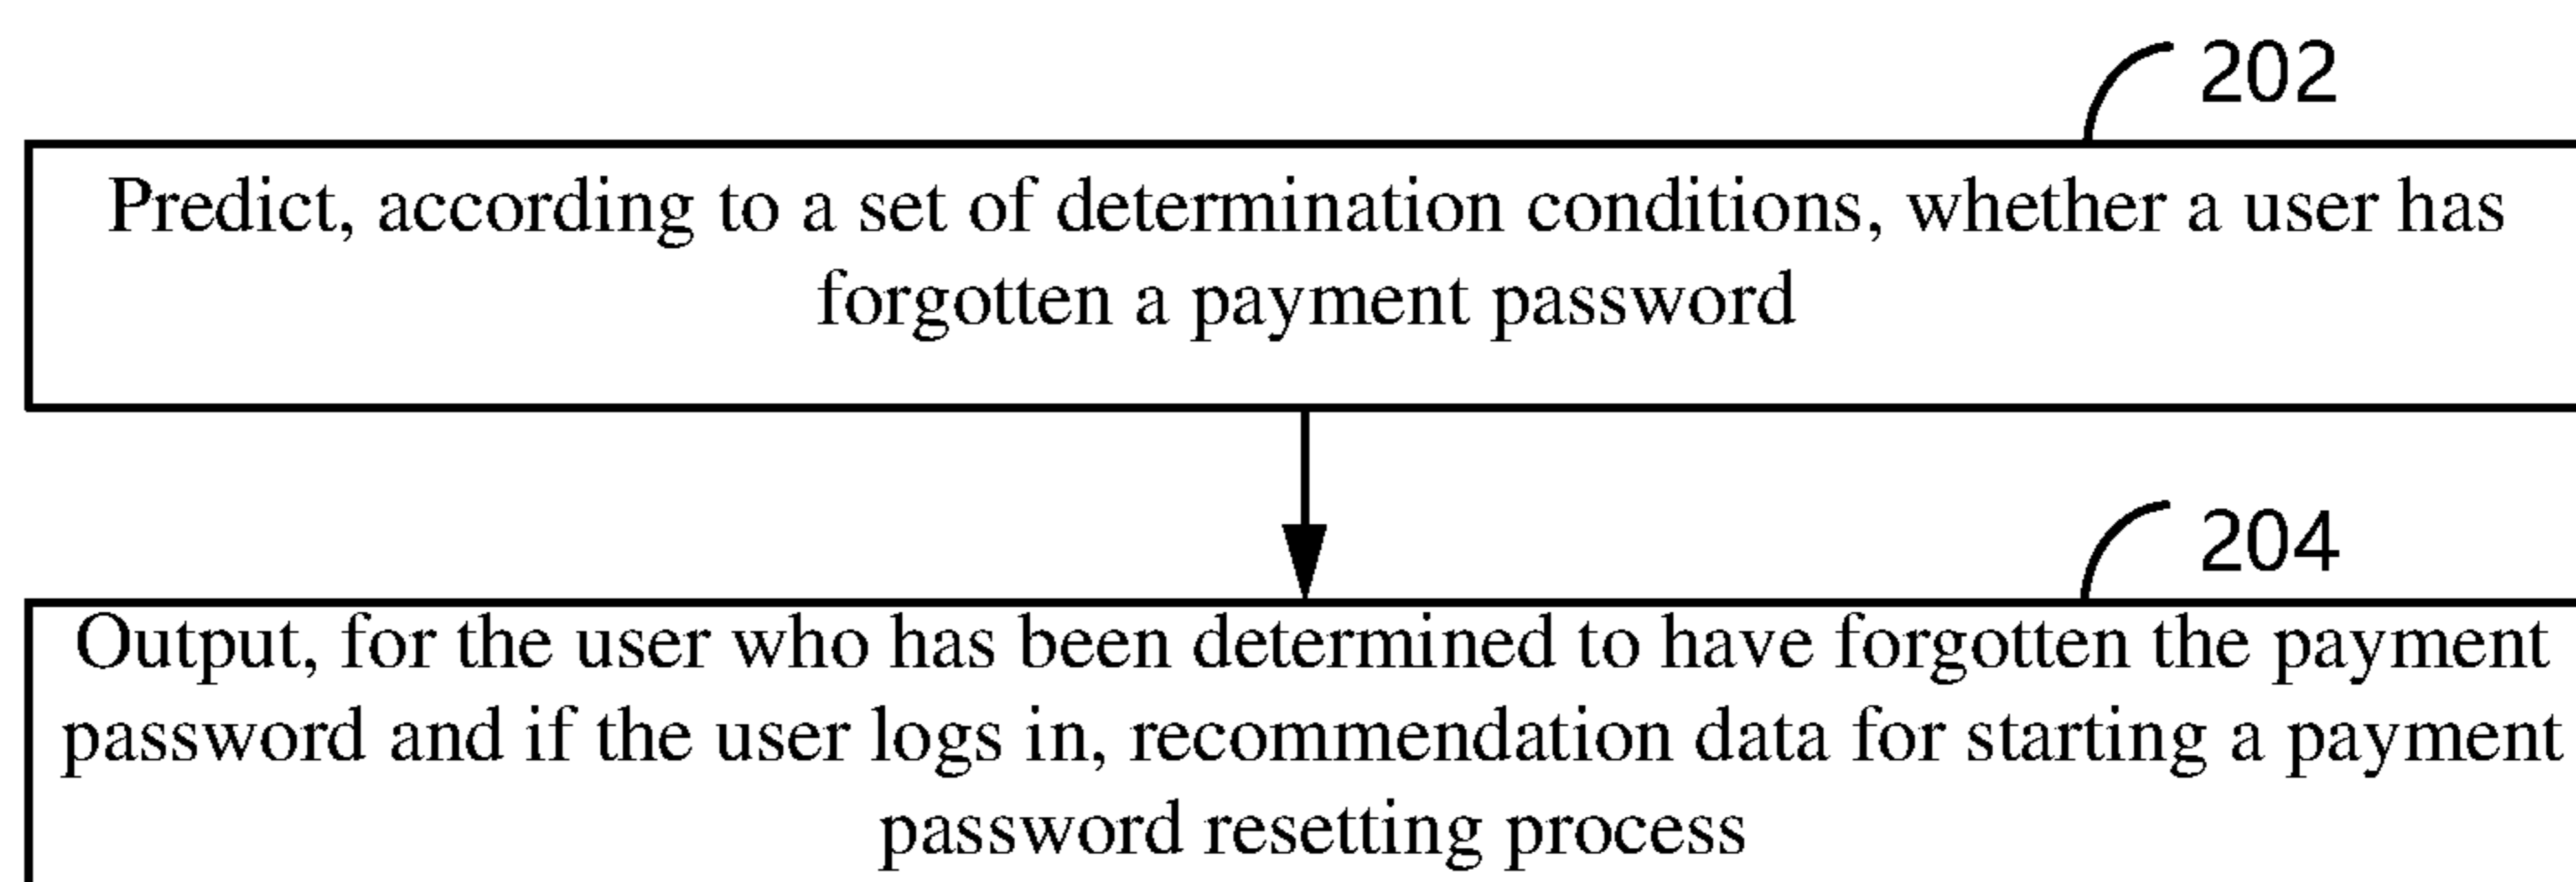 202
Predict, according to a set of determination conditions, whether a user has
forgotten a payment password
204
Output, for the user who has been determined to have forgotten the payment
password and if the user logs in, recommendation data for starting a payment
password resetting process